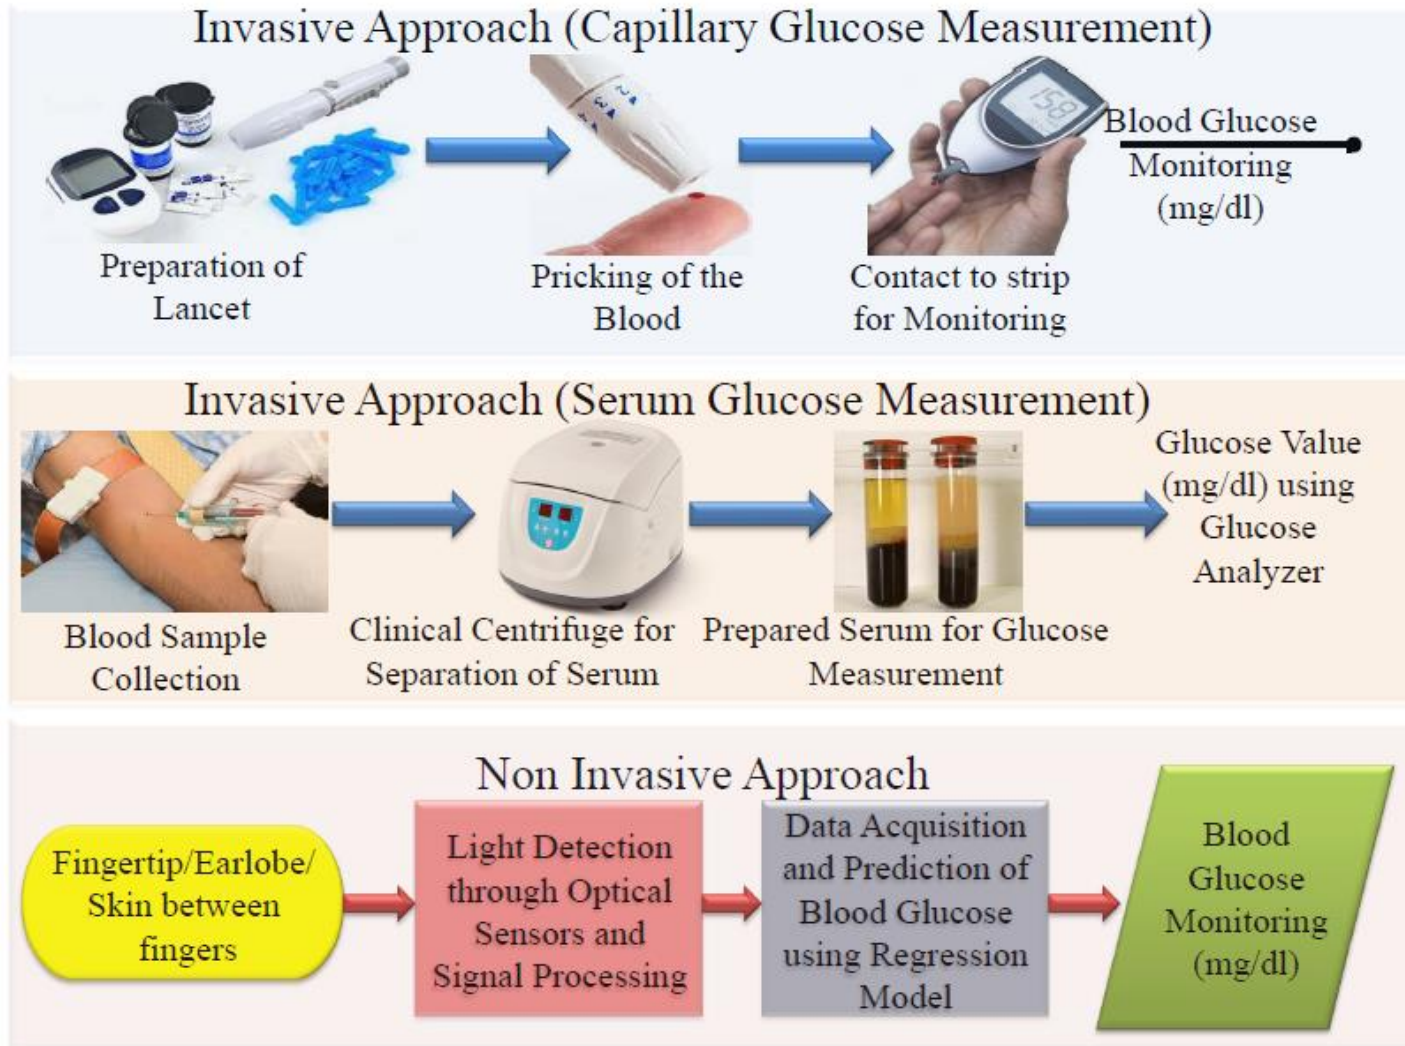 Invasive Approach (Capillary Glucose Measurement)
158
Blood Glucose
Monitoring
(mg/dl)
Preparation of
Lancet
Pricking of the
Blood
Contact to strip
for Monitoring
Invasive Approach (Serum Glucose Measurement)
Glucose Value
(mg/dl) using
Glucose
Analyzer
Blood Sample
Collection
Clinical Centrifuge for
Separation of Serum
Prepared Serum for Glucose
Measurement
Non Invasive Approach
Fingertip/Earlobe/
Skin between
fingers
Light Detection
through Optical
Sensors and
Signal Processing
Data Acquisition
and Prediction of
Blood Glucose
using Regression
Model
Blood
Glucose
Monitoring
(mg/dl)